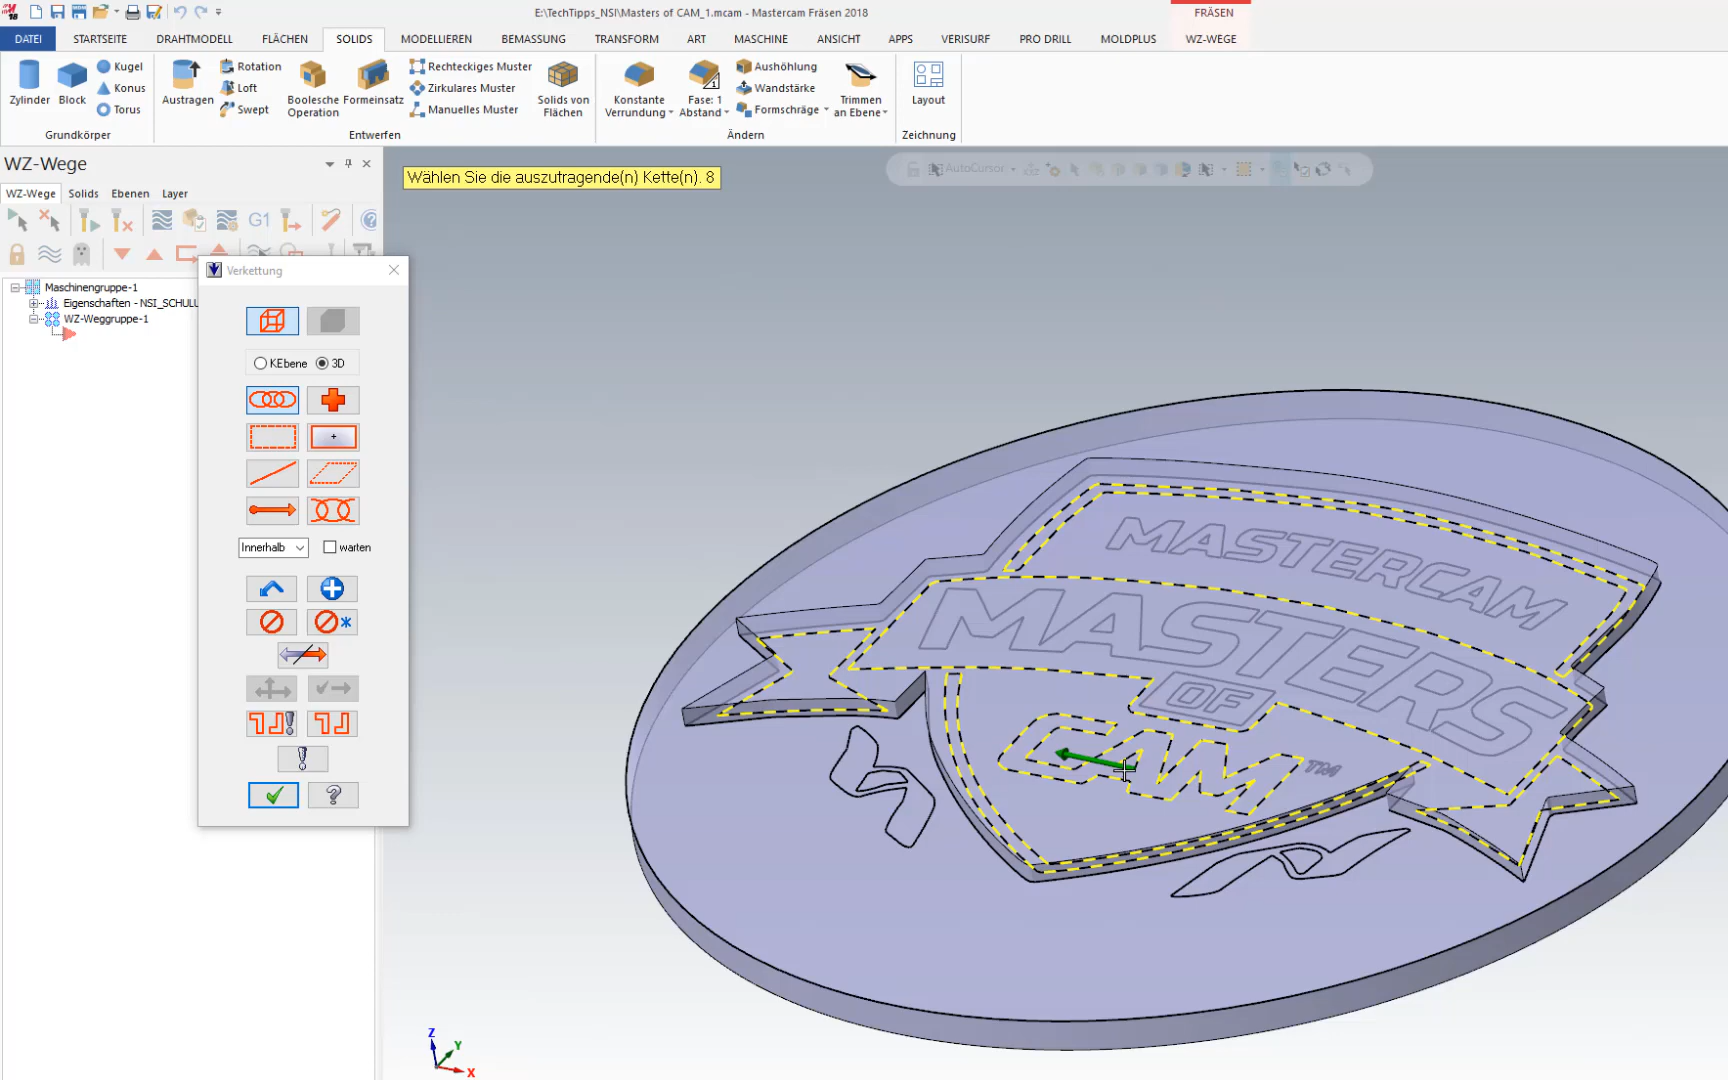 E:\TechTipps_NSI\Masters of CAM_1.mcam - Mastercam Fräsen 2018
FRÄSEN
DATEI STARTSEITE DRAHTMODELL FLÄCHEN SOLIDS MODELLIEREN BEMASSUNG TRANSFORM ART MASCHINE ANSICHT APPS VERISURF PRO DRILL MOLDPLUS WZ-WEGE
Zylinder
Block
Kugel
Konus
Torus
Grundkörper
Austragen
Rotation
Loft
Swept
Boolesche Operation
Formeinsatz
Rechteckiges Muster
Zirkulares Muster
Manuelles Muster
Solids von Flächen
Entwerfen
Konstante Verrundung
Fase: 1 Abstand
Aushöhlung
Wandstärke
Formschräge
Trimmen an Ebene
Ändern
Layout
Zeichnung
WZ-Wege
WZ-Wege Solids Ebenen Layer
G1
Maschinengruppe-1
Eigenschaften - NSI_SCHULU
WZ-Weggruppe-1
Wählen Sie die auszutragende(n) Kette(n). 8
AutoCursor
Verkettung
KEbene 3D
Innerhalb warten
MASTERCAM
MASTERS
OF
CAM TM
Z
Y
X